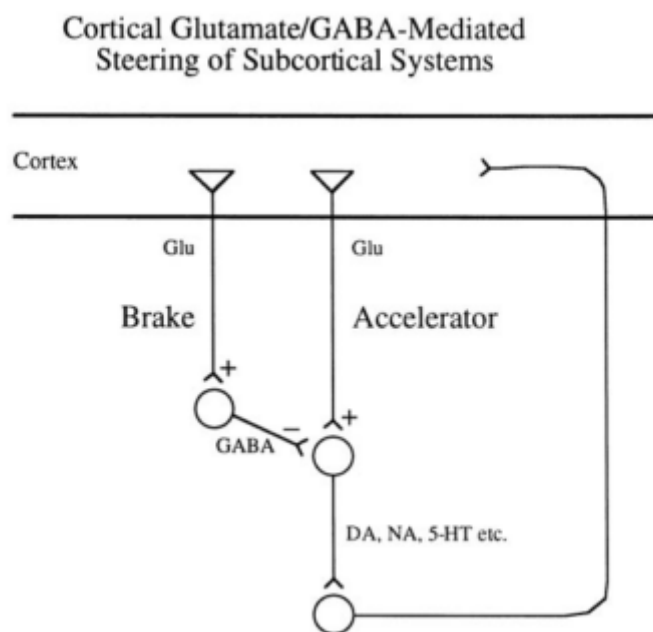 Cortical Glutamate/GABA-Mediated
Steering of Subcortical Systems
Cortex
Glu
Glu
Brake
Accelerator
+
−
+
GABA
DA, NA, 5-HT etc.